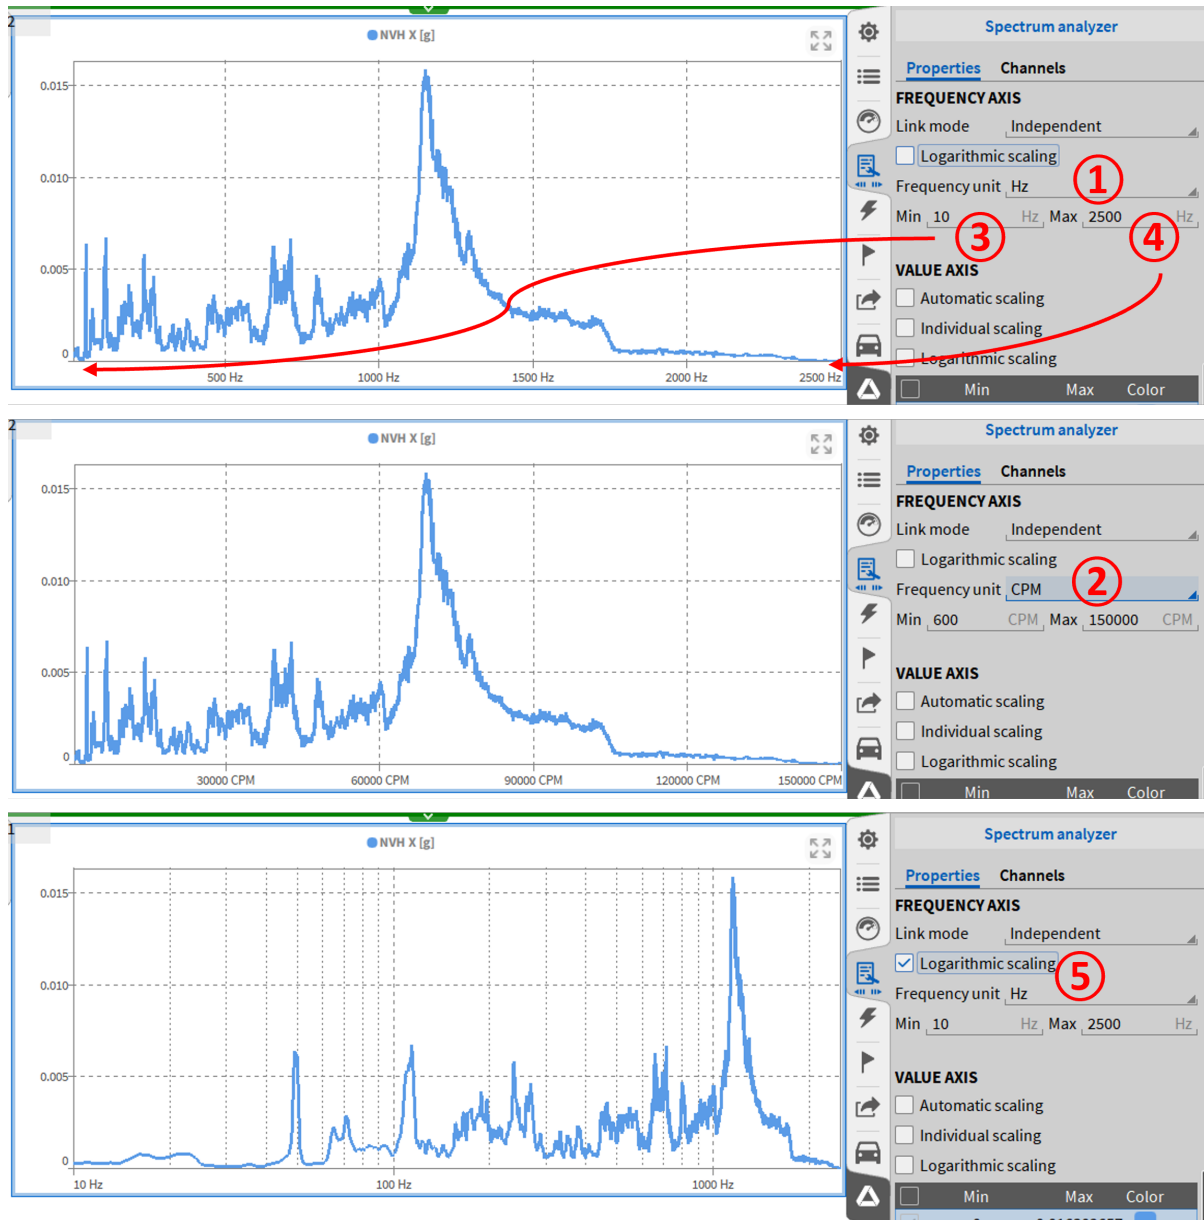 2
NVH X [g]
0.015
0.010
0.005
0
500 Hz 1000 Hz 1500 Hz 2000 Hz 2500 Hz
Spectrum analyzer
Properties Channels
FREQUENCY AXIS
Link mode Independent
Logarithmic scaling
Frequency unit Hz ①
Min 10 Hz Max 2500 Hz
③ ④
VALUE AXIS
Automatic scaling
Individual scaling
Logarithmic scaling
Min Max Color
2
NVH X [g]
0.015
0.010
0.005
0
30000 CPM 60000 CPM 90000 CPM 120000 CPM 150000 CPM
Spectrum analyzer
Properties Channels
FREQUENCY AXIS
Link mode Independent
Logarithmic scaling
Frequency unit CPM ②
Min 600 CPM Max 150000 CPM
VALUE AXIS
Automatic scaling
Individual scaling
Logarithmic scaling
Min Max Color
1
NVH X [g]
0.015
0.010
0.005
0
10 Hz 100 Hz 1000 Hz
Spectrum analyzer
Properties Channels
FREQUENCY AXIS
Link mode Independent
Logarithmic scaling ⑤
Frequency unit Hz
Min 10 Hz Max 2500 Hz
VALUE AXIS
Automatic scaling
Individual scaling
Logarithmic scaling
Min Max Color